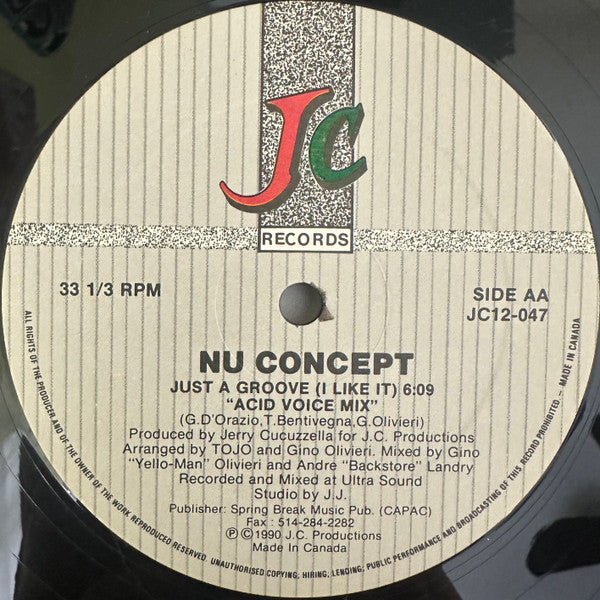 JC
RECORDS
33 1/3 RPM
SIDE AA
JC12-047
NU CONCEPT
JUST A GROOVE (I LIKE IT) 6:09
"ACID VOICE MIX"
(G.D'Orazio,T.Bentivegna,G.Olivieri)
Produced by Jerry Cucuzzella for J.C. Productions
Arranged by TOJO and Gino Olivieri. Mixed by Gino
"Yello-Man" Olivieri and Andre "Backstore" Landry
Recorded and Mixed at Ultra Sound
Studio by J.J.
Publisher: Spring Break Music Pub. (CAPAC)
Fax : 514-284-2282
℗ © 1990 J.C. Productions
Made In Canada
ALL RIGHTS OF THE PRODUCER AND OF THE OWNER OF THE WORK REPRODUCED RESERVED. UNAUTHORISED COPYING, HIRING, LENDING, PUBLIC PERFORMANCE AND BROADCASTING OF THIS RECORD PROHIBITED. – MADE IN CANADA